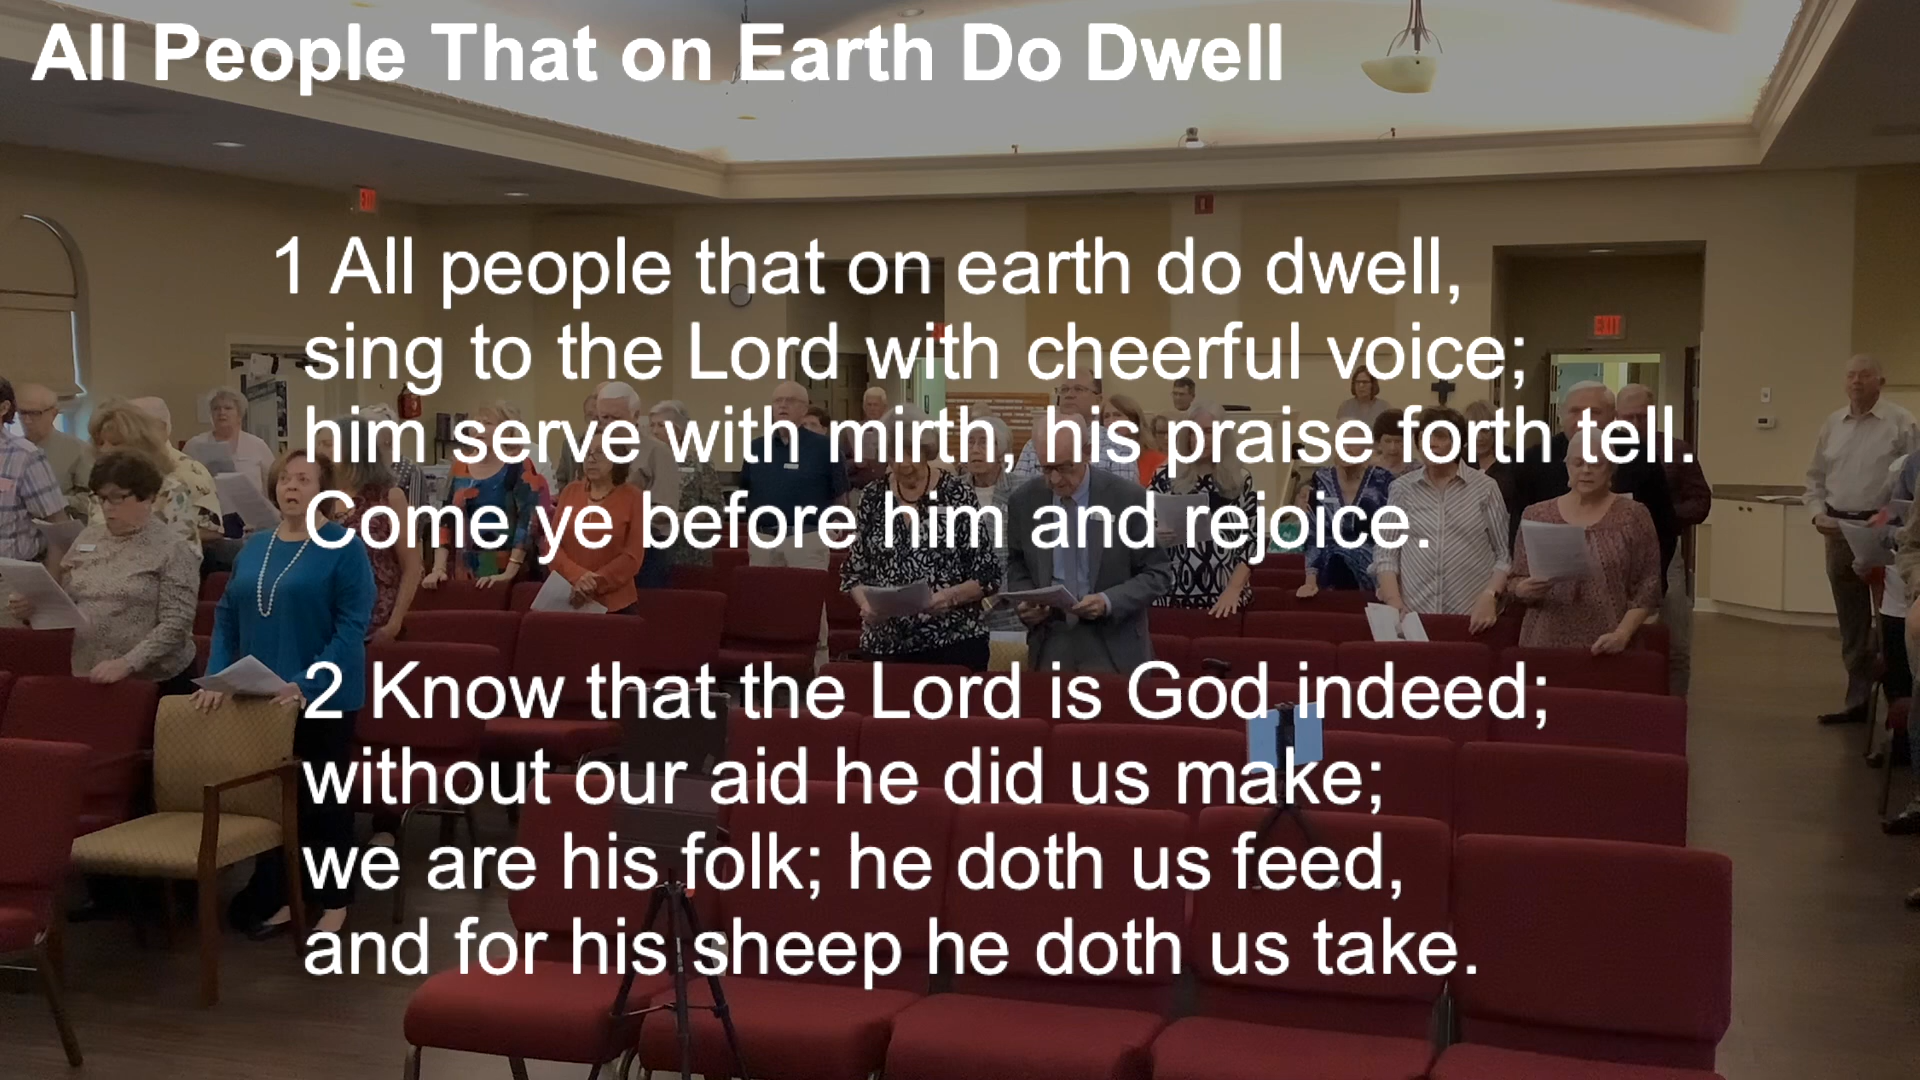 All People That on Earth Do Dwell
1 All people that on earth do dwell,
sing to the Lord with cheerful voice;
him serve with mirth, his praise forth tell.
Come ye before him and rejoice.
2 Know that the Lord is God indeed;
without our aid he did us make;
we are his folk; he doth us feed,
and for his sheep he doth us take.
EXIT
EXIT